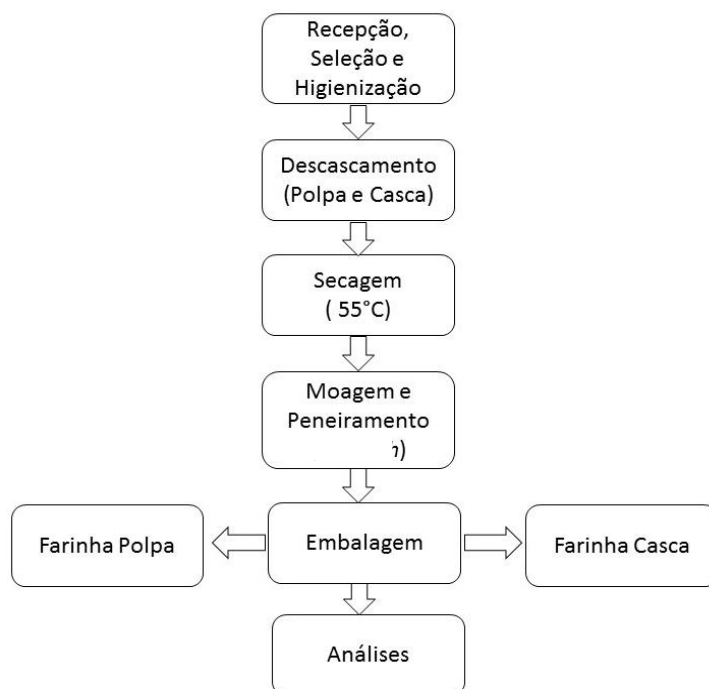 Recepção,
Seleção e
Higienização
Descascamento
(Polpa e Casca)
Secagem
( 55°C)
Moagem e
Peneiramento
Farinha Polpa
Embalagem
Farinha Casca
Análises